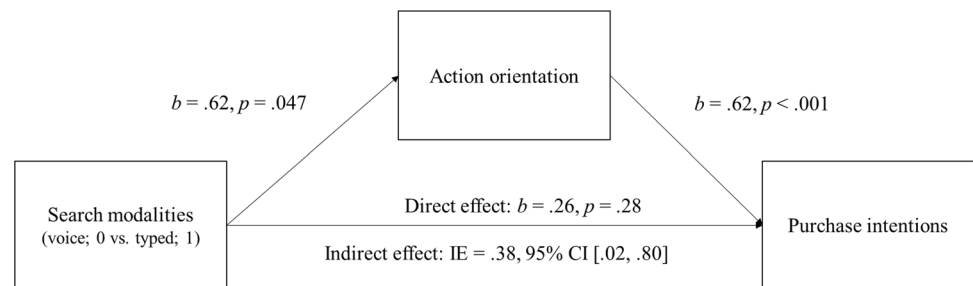 Action orientation
b = .62, p = .047
b = .62, p < .001
Search modalities
(voice; 0 vs. typed; 1)
Direct effect: b = .26, p = .28
Purchase intentions
Indirect effect: IE = .38, 95% CI [.02, .80]